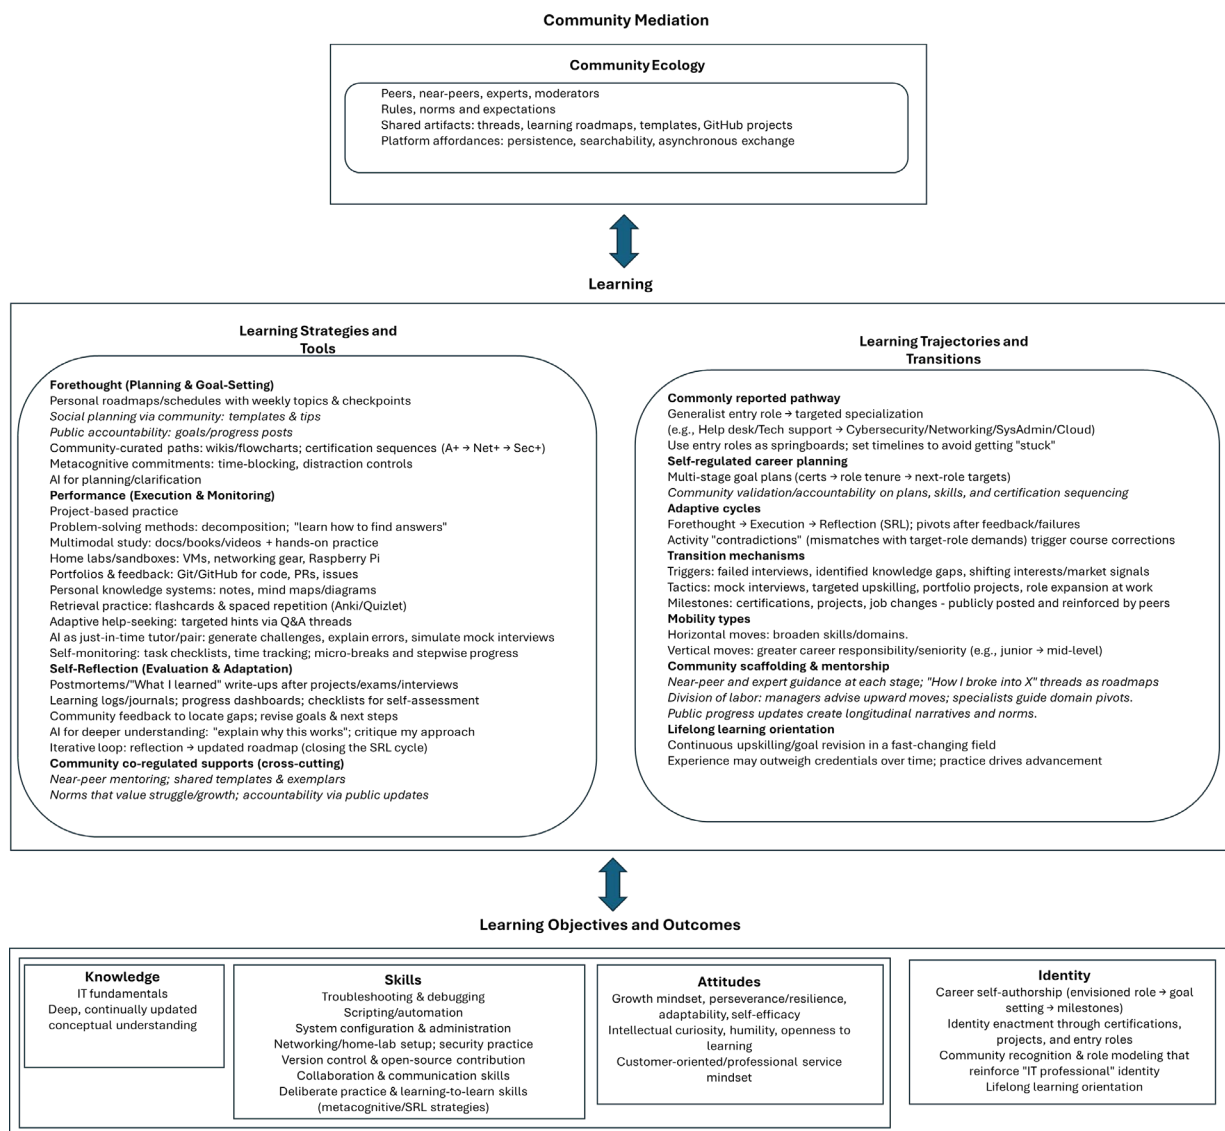 Community Mediation
Community Ecology
Peers, near-peers, experts, moderators
Rules, norms and expectations
Shared artifacts: threads, learning roadmaps, templates, GitHub projects
Platform affordances: persistence, searchability, asynchronous exchange
Learning
Learning Strategies and
Tools
Forethought (Planning & Goal-Setting)
Personal roadmaps/schedules with weekly topics & checkpoints
Social planning via community: templates & tips
Public accountability: goals/progress posts
Community-curated paths: wikis/flowcharts; certification sequences (A+ → Net+ → Sec+)
Metacognitive commitments: time-blocking, distraction controls
AI for planning/clarification
Performance (Execution & Monitoring)
Project-based practice
Problem-solving methods: decomposition; "learn how to find answers"
Multimodal study: docs/books/videos + hands-on practice
Home labs/sandboxes: VMs, networking gear, Raspberry Pi
Portfolios & feedback: Git/GitHub for code, PRs, issues
Personal knowledge systems: notes, mind maps/diagrams
Retrieval practice: flashcards & spaced repetition (Anki/Quizlet)
Adaptive help-seeking: targeted hints via Q&A threads
AI as just-in-time tutor/pair: generate challenges, explain errors, simulate mock interviews
Self-monitoring: task checklists, time tracking; micro-breaks and stepwise progress
Self-Reflection (Evaluation & Adaptation)
Postmortems/"What I learned" write-ups after projects/exams/interviews
Learning logs/journals; progress dashboards; checklists for self-assessment
Community feedback to locate gaps; revise goals & next steps
AI for deeper understanding: "explain why this works"; critique my approach
Iterative loop: reflection → updated roadmap (closing the SRL cycle)
Community co-regulated supports (cross-cutting)
Near-peer mentoring; shared templates & exemplars
Norms that value struggle/growth; accountability via public updates
Learning Trajectories and
Transitions
Commonly reported pathway
Generalist entry role → targeted specialization
(e.g., Help desk/Tech support → Cybersecurity/Networking/SysAdmin/Cloud)
Use entry roles as springboards; set timelines to avoid getting "stuck"
Self-regulated career planning
Multi-stage goal plans (certs → role tenure → next-role targets)
Community validation/accountability on plans, skills, and certification sequencing
Adaptive cycles
Forethought → Execution → Reflection (SRL); pivots after feedback/failures
Activity "contradictions" (mismatches with target-role demands) trigger course corrections
Transition mechanisms
Triggers: failed interviews, identified knowledge gaps, shifting interests/market signals
Tactics: mock interviews, targeted upskilling, portfolio projects, role expansion at work
Milestones: certifications, projects, job changes - publicly posted and reinforced by peers
Mobility types
Horizontal moves: broaden skills/domains.
Vertical moves: greater career responsibility/seniority (e.g., junior → mid-level)
Community scaffolding & mentorship
Near-peer and expert guidance at each stage; "How I broke into X" threads as roadmaps
Division of labor: managers advise upward moves; specialists guide domain pivots.
Public progress updates create longitudinal narratives and norms.
Lifelong learning orientation
Continuous upskilling/goal revision in a fast-changing field
Experience may outweigh credentials over time; practice drives advancement
Learning Objectives and Outcomes
Knowledge
IT fundamentals
Deep, continually updated
conceptual understanding
Skills
Troubleshooting & debugging
Scripting/automation
System configuration & administration
Networking/home-lab setup; security practice
Version control & open-source contribution
Collaboration & communication skills
Deliberate practice & learning-to-learn skills
(metacognitive/SRL strategies)
Attitudes
Growth mindset, perseverance/resilience,
adaptability, self-efficacy
Intellectual curiosity, humility, openness to
learning
Customer-oriented/professional service
mindset
Identity
Career self-authorship (envisioned role → goal
setting → milestones)
Identity enactment through certifications,
projects, and entry roles
Community recognition & role modeling that
reinforce "IT professional" identity
Lifelong learning orientation